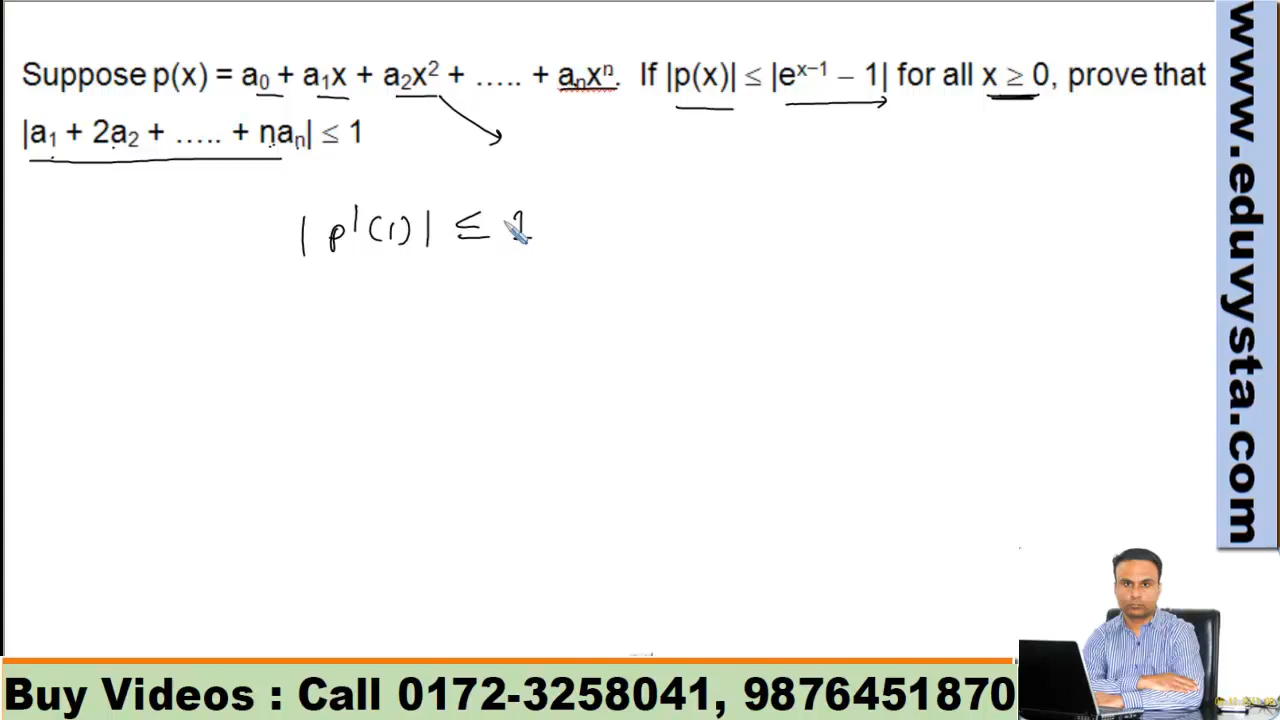 Suppose p(x) = a₀ + a₁x + a₂x² + ..... + aₙxⁿ. If |p(x)| ≤ |eˣ⁻¹ – 1| for all x ≥ 0, prove that
|a₁ + 2a₂ + ..... + naₙ| ≤ 1
| p'(1) | ≤ 1
www.eduvysta.com
Buy Videos : Call 0172-3258041, 9876451870